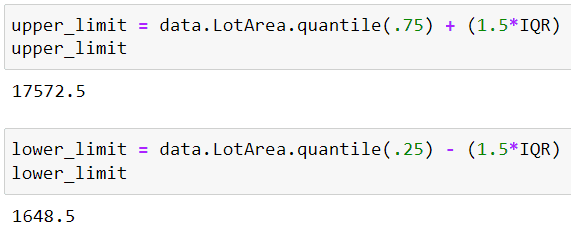 upper_limit = data.LotArea.quantile(.75) + (1.5*IQR)
upper_limit
17572.5
lower_limit = data.LotArea.quantile(.25) - (1.5*IQR)
lower_limit
1648.5